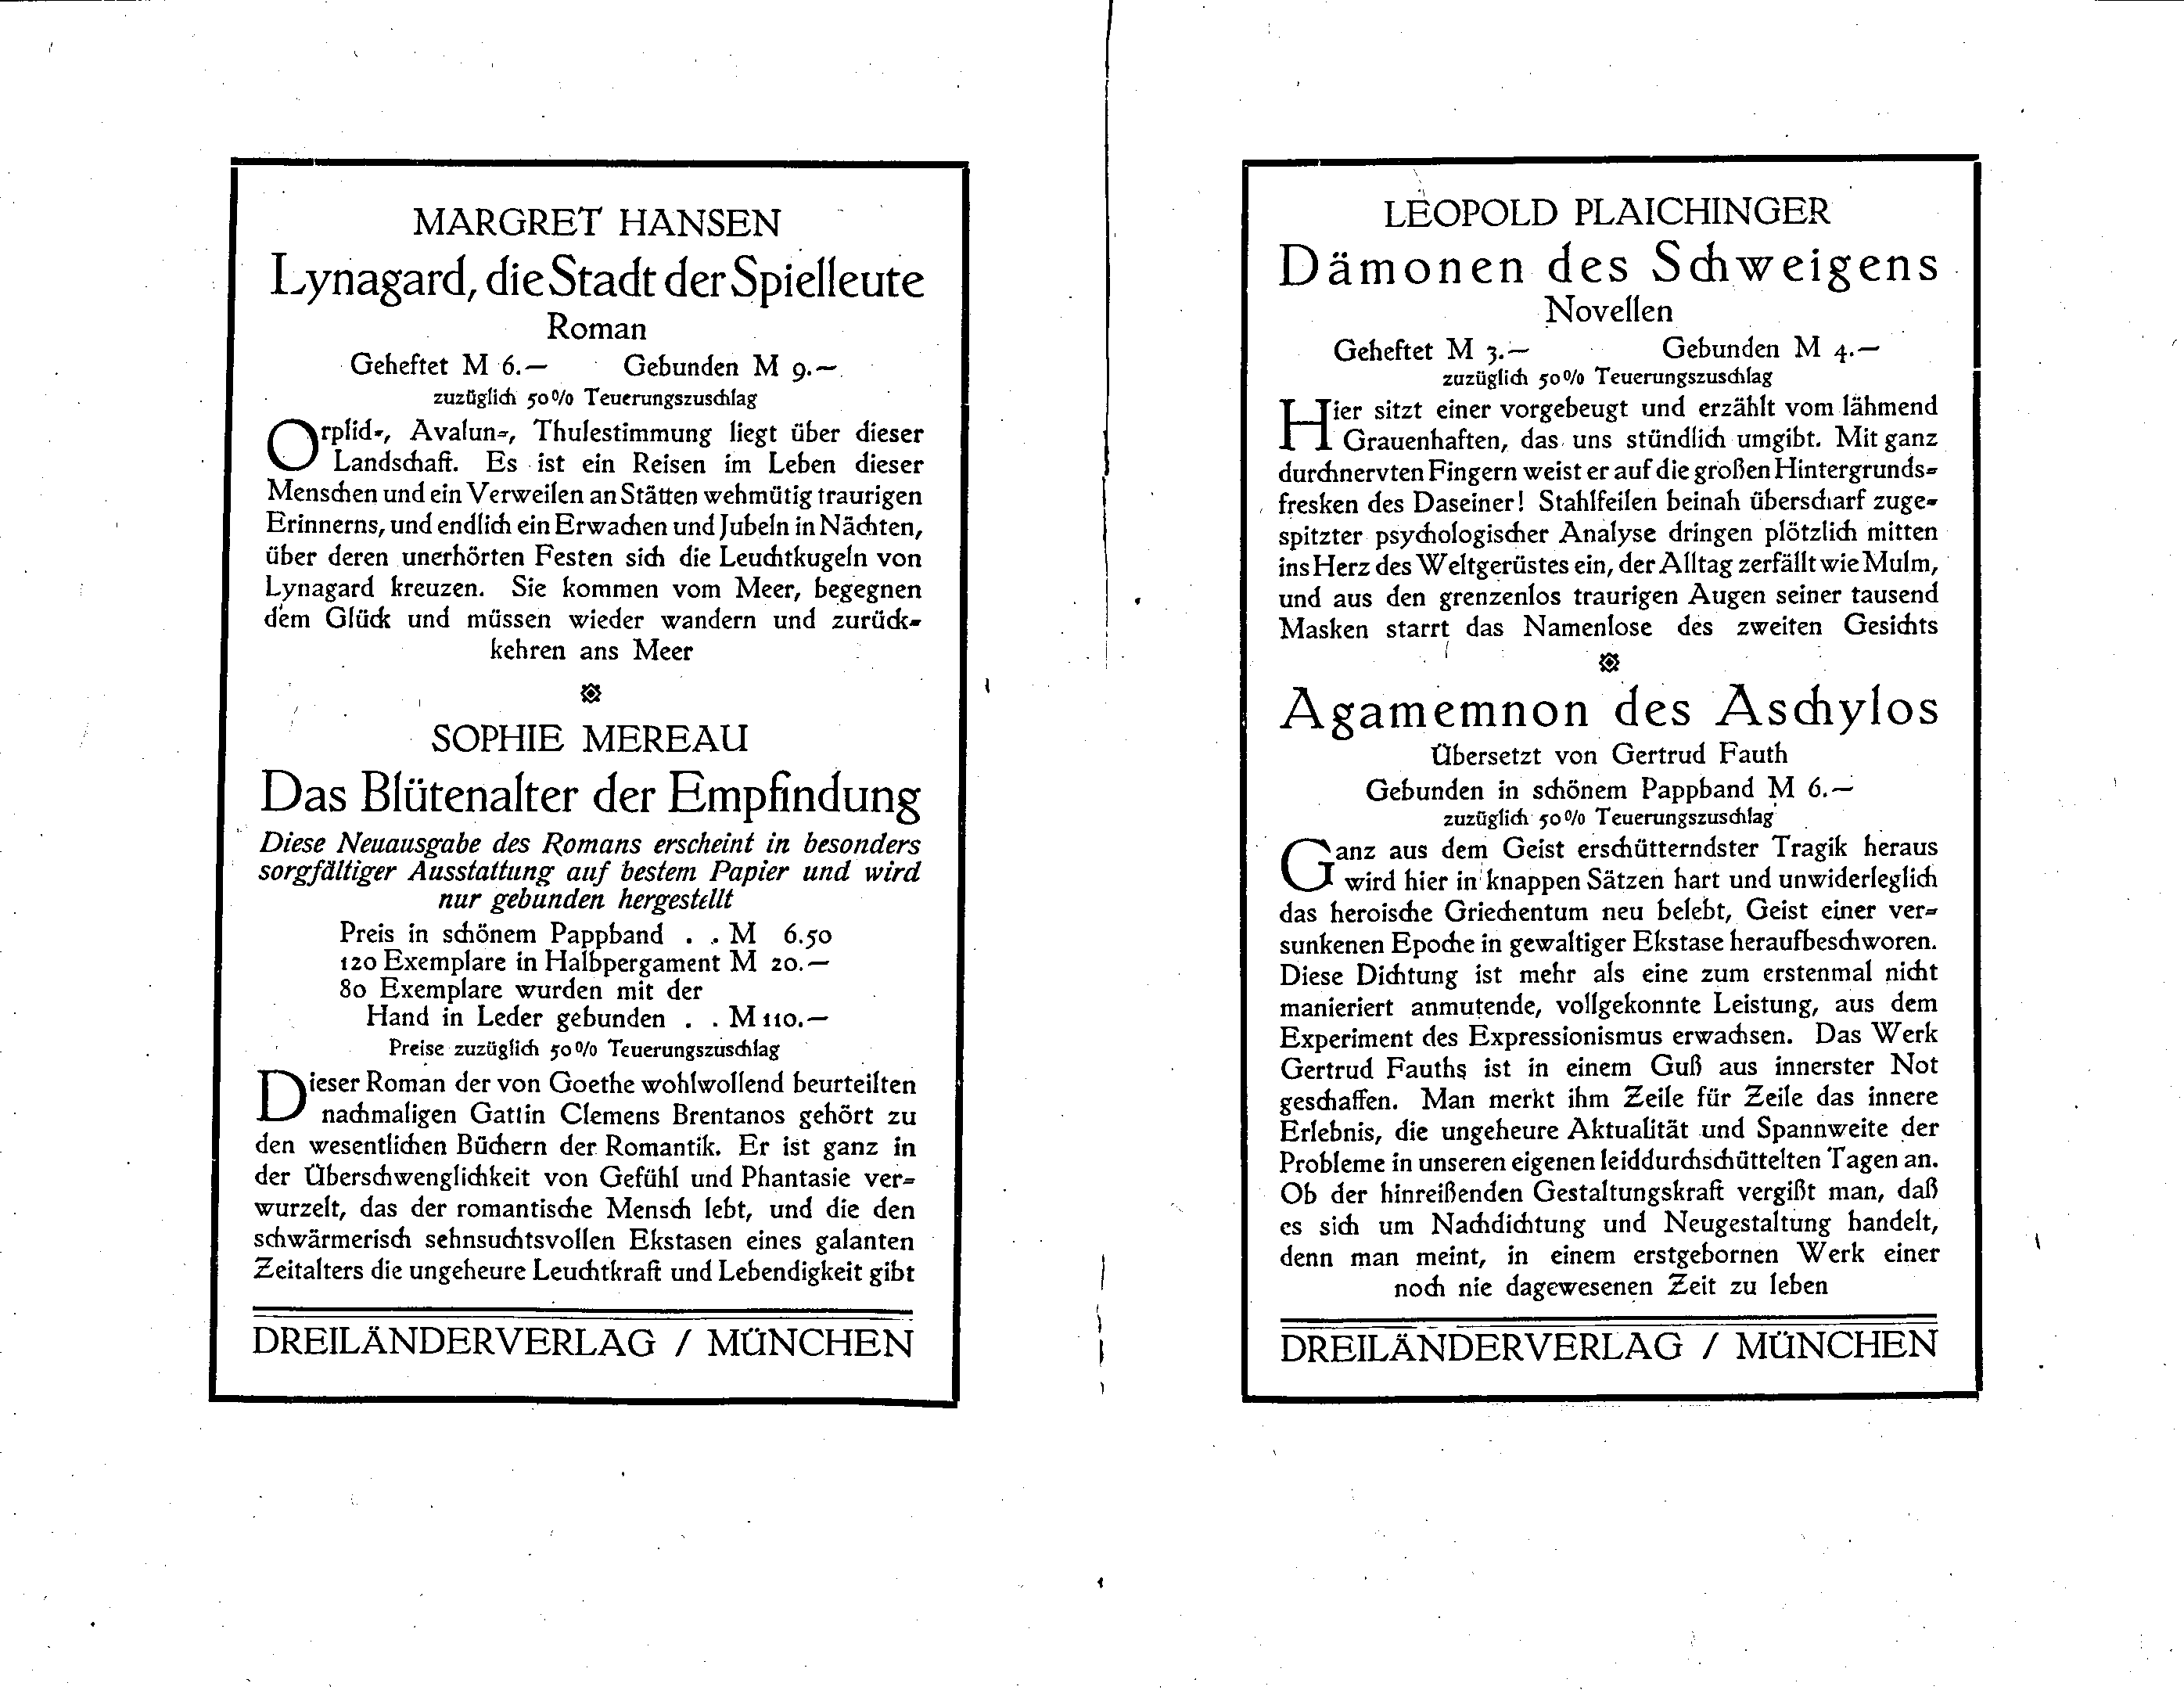 MARGRET HANSEN
Lynagard, die Stadt der Spielleute
Roman
Geheftet M 6.— Gebunden M 9.—
zuzüglich 50% Teuerungszuschlag
Orplid-, Avalun-, Thulestimmung liegt über dieser
Landschaft. Es ist ein Reisen im Leben dieser
Menschen und ein Verweilen an Stätten wehmütig traurigen
Erinnerns, und endlich ein Erwachen und Jubeln in Nächten,
über deren unerhörten Festen sich die Leuchtkugeln von
Lynagard kreuzen. Sie kommen vom Meer, begegnen
dem Glück und müssen wieder wandern und zurück-
kehren ans Meer
SOPHIE MEREAU
Das Blütenalter der Empfindung
Diese Neuausgabe des Romans erscheint in besonders
sorgfältiger Ausstattung auf bestem Papier und wird
nur gebunden hergestellt
Preis in schönem Pappband . . M 6.50
120 Exemplare in Halbpergament M 20.—
80 Exemplare wurden mit der
Hand in Leder gebunden . . M 110.—
Preise zuzüglich 50% Teuerungszuschlag
Dieser Roman der von Goethe wohlwollend beurteilten
nachmaligen Gattin Clemens Brentanos gehört zu
den wesentlichen Büchern der Romantik. Er ist ganz in
der Überschwenglichkeit von Gefühl und Phantasie ver-
wurzelt, das der romantische Mensch lebt, und die den
schwärmerisch sehnsuchtsvollen Ekstasen eines galanten
Zeitalters die ungeheure Leuchtkraft und Lebendigkeit gibt
DREILÄNDERVERLAG / MÜNCHEN
LEOPOLD PLAICHINGER
Dämonen des Schweigens
Novellen
Geheftet M 3.— Gebunden M 4.—
zuzüglich 50% Teuerungszuschlag
Hier sitzt einer vorgebeugt und erzählt vom lähmend
Grauenhaften, das uns stündlich umgibt. Mit ganz
durchnervten Fingern weist er auf die großen Hintergrunds-
fresken des Daseiner! Stahlfeilen beinah überscharf zuge-
spitzter psychologischer Analyse dringen plötzlich mitten
ins Herz des Weltgerüstes ein, der Alltag zerfällt wie Mulm,
und aus den grenzenlos traurigen Augen seiner tausend
Masken starrt das Namenlose des zweiten Gesichts
Agamemnon des Aschylos
Übersetzt von Gertrud Fauth
Gebunden in schönem Pappband M 6.—
zuzüglich 50% Teuerungszuschlag
Ganz aus dem Geist erschütterndster Tragik heraus
wird hier in knappen Sätzen hart und unwiderleglich
das heroische Griechentum neu belebt, Geist einer ver-
sunkenen Epoche in gewaltiger Ekstase heraufbeschworen.
Diese Dichtung ist mehr als eine zum erstenmal nicht
manieriert anmutende, vollgekonnte Leistung, aus dem
Experiment des Expressionismus erwachsen. Das Werk
Gertrud Fauths ist in einem Guß aus innerster Not
geschaffen. Man merkt ihm Zeile für Zeile das innere
Erlebnis, die ungeheure Aktualität und Spannweite der
Probleme in unseren eigenen leiddurchschüttelten Tagen an.
Ob der hinreißenden Gestaltungskraft vergißt man, daß
es sich um Nachdichtung und Neugestaltung handelt,
denn man meint, in einem erstgebornen Werk einer
noch nie dagewesenen Zeit zu leben
DREILÄNDERVERLAG / MÜNCHEN